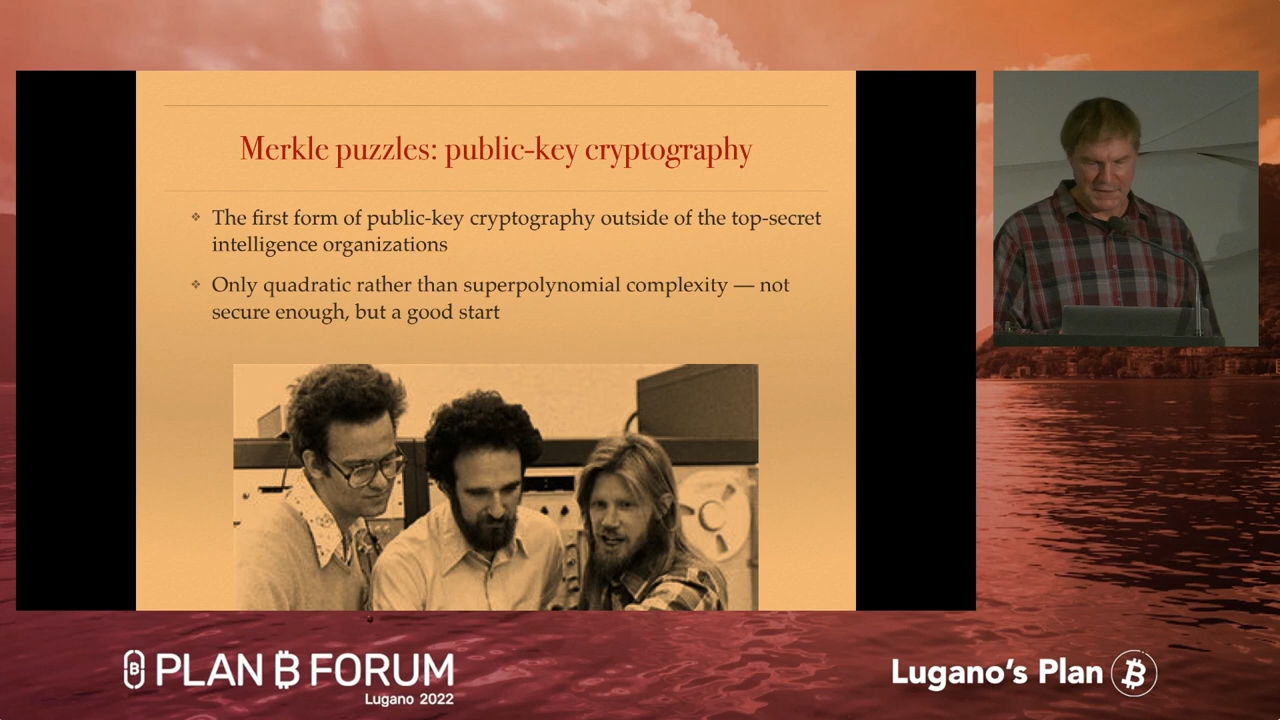 Merkle puzzles: public-key cryptography
❖ The first form of public-key cryptography outside of the top-secret
intelligence organizations
❖ Only quadratic rather than superpolynomial complexity — not
secure enough, but a good start
PLAN ₿ FORUM
Lugano 2022
Lugano's Plan ₿